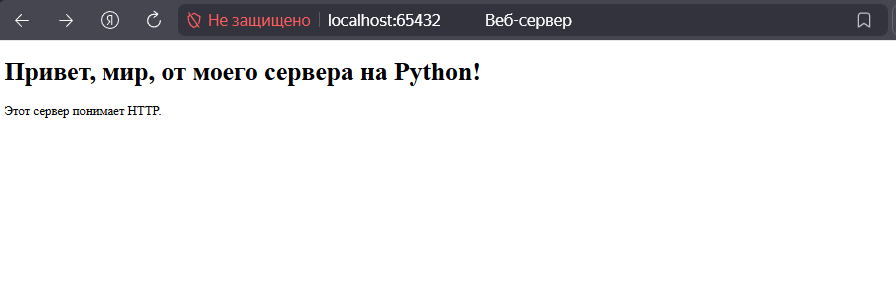 Я Не защищено localhost:65432 Веб-сервер
Привет, мир, от моего сервера на Python!
Этот сервер понимает HTTP.